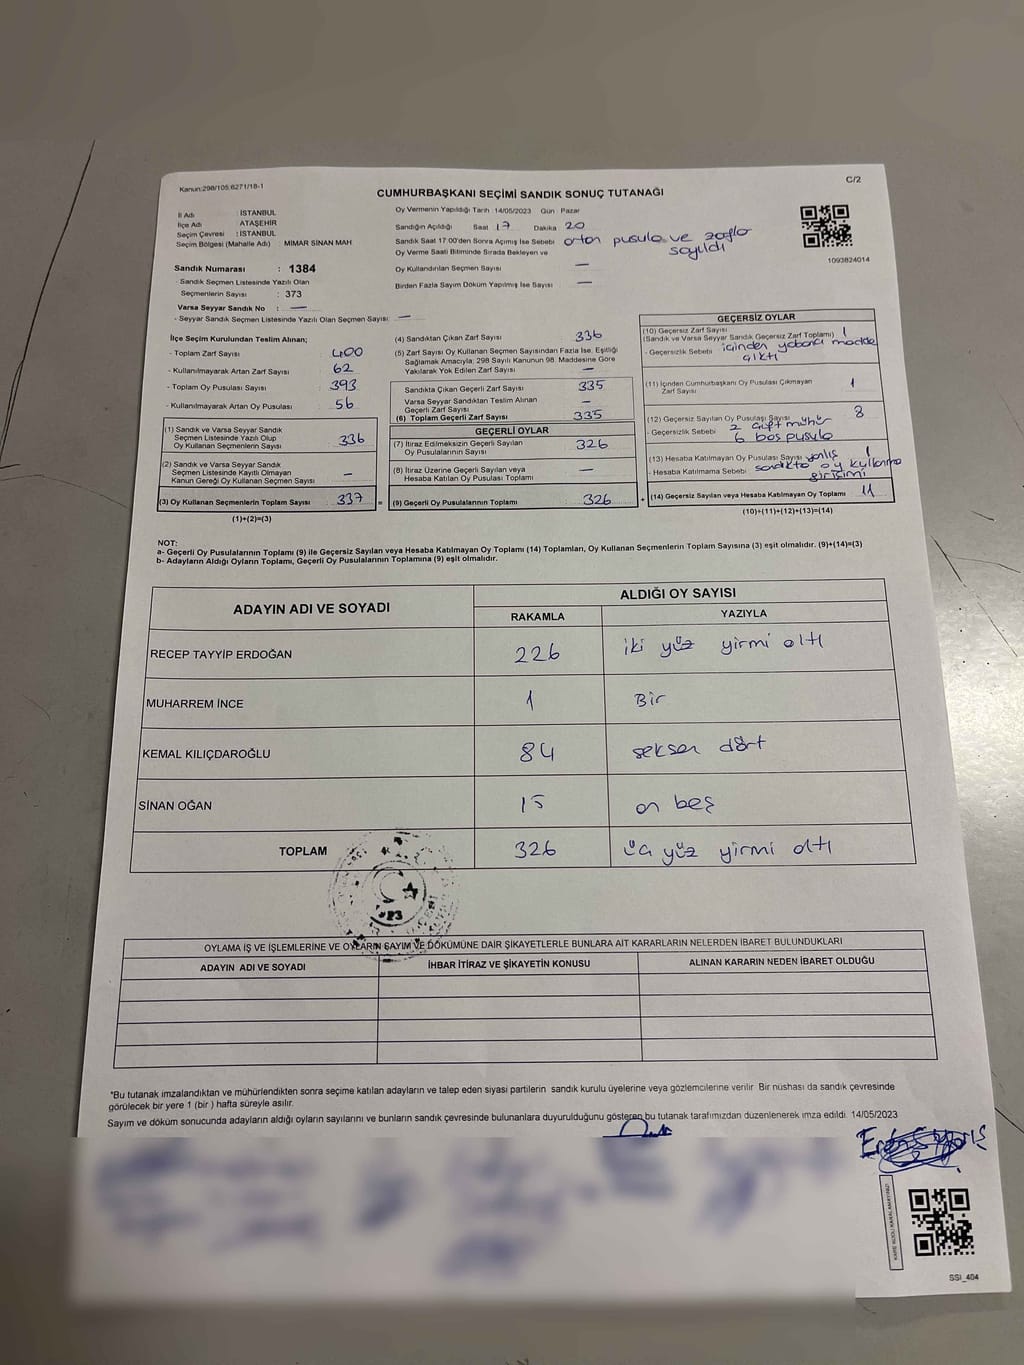 Kanun:298/105;6271/18-1
C/2
CUMHURBAŞKANI SEÇİMİ SANDIK SONUÇ TUTANAĞI
İl Adı : İSTANBUL
İlçe Adı : ATAŞEHİR
Seçim Çevresi : İSTANBUL
Seçim Bölgesi (Mahalle Adı) MİMAR SİNAN MAH
Sandık Numarası : 1384
- Sandık Seçmen Listesinde Yazılı Olan
Seçmenlerin Sayısı : 373
Varsa Seyyar Sandık No : —
- Seyyar Sandık Seçmen Listesinde Yazılı Olan Seçmen Sayısı: —
Oy Vermenin Yapıldığı Tarih 14/05/2023 Gün Pazar
Sandığın Açıldığı Saat 17 Dakika 20
Sandık Saat 17.00'den Sonra Açmış İse Sebebi artan pusula ve zarflar sayıldı
Oy Verme Saati Bitiminde Sırada Bekleyen ve
Oy Kullandırılan Seçmen Sayısı —
Birden Fazla Sayım Döküm Yapılmış İse Sayısı —
1093824014
İlçe Seçim Kurulundan Teslim Alınan;
- Toplam Zarf Sayısı 400
- Kullanılmayarak Artan Zarf Sayısı 62
- Toplam Oy Pusulası Sayısı 393
- Kullanılmayarak Artan Oy Pusulası 56
(1) Sandık ve Varsa Seyyar Sandık
Seçmen Listesinde Yazılı Olup
Oy Kullanan Seçmenlerin Sayısı 336
(2) Sandık ve Varsa Seyyar Sandık
Seçmen Listesinde Kayıtlı Olmayan
Kanun Gereği Oy Kullanan Seçmen Sayısı —
(3) Oy Kullanan Seçmenlerin Toplam Sayısı 337 =
(1)+(2)=(3)
(4) Sandıktan Çıkan Zarf Sayısı 336
(5) Zarf Sayısı Oy Kullanan Seçmen Sayısından Fazla İse, Eşitliği
Sağlamak Amacıyla; 298 Sayılı Kanunun 98. Maddesine Göre
Yakılarak Yok Edilen Zarf Sayısı —
Sandıkta Çıkan Geçerli Zarf Sayısı 335
Varsa Seyyar Sandıktan Teslim Alınan
Geçerli Zarf Sayısı —
(6) Toplam Geçerli Zarf Sayısı 335
GEÇERLİ OYLAR
(7) İtiraz Edilmeksizin Geçerli Sayılan
Oy Pusulalarının Sayısı 326
(8) İtiraz Üzerine Geçerli Sayılan veya
Hesaba Katılan Oy Pusulası Toplamı —
(9) Geçerli Oy Pusulalarının Toplamı 326 +
GEÇERSİZ OYLAR
(10) Geçersiz Zarf Sayısı 1
(Sandık ve Varsa Seyyar Sandık Geçersiz Zarf Toplamı)
- Geçersizlik Sebebi içinden yabancı madde
çıktı
(11) İçinden Cumhurbaşkanı Oy Pusulası Çıkmayan
Zarf Sayısı 1
(12) Geçersiz Sayılan Oy Pusulası Sayısı 8
- Geçersizlik Sebebi 2 çift mühür
6 boş pusula
(13) Hesaba Katılmayan Oy Pusulası Sayısı 1
- Hesaba Katılmama Sebebi yanlış sandıkta oy kullanma
girişimi
(14) Geçersiz Sayılan veya Hesaba Katılmayan Oy Toplamı 11
(10)+(11)+(12)+(13)=(14)
NOT:
a- Geçerli Oy Pusulalarının Toplamı (9) ile Geçersiz Sayılan veya Hesaba Katılmayan Oy Toplamı (14) Toplamları, Oy Kullanan Seçmenlerin Toplam Sayısına (3) eşit olmalıdır. (9)+(14)=(3)
b- Adayların Aldığı Oyların Toplamı, Geçerli Oy Pusulalarının Toplamına (9) eşit olmalıdır.
ADAYIN ADI VE SOYADI ALDIĞI OY SAYISI
RAKAMLA YAZIYLA
RECEP TAYYİP ERDOĞAN 226 iki yüz yirmi altı
MUHARREM İNCE 1 Bir
KEMAL KILIÇDAROĞLU 84 seksen dört
SİNAN OĞAN 15 on beş
TOPLAM 326 üç yüz yirmi altı
OYLAMA İŞ VE İŞLEMLERİNE VE OYLARIN SAYIM VE DÖKÜMÜNE DAİR ŞİKAYETLERLE BUNLARA AİT KARARLARIN NELERDEN İBARET BULUNDUKLARI
ADAYIN ADI VE SOYADI İHBAR İTİRAZ VE ŞİKAYETİN KONUSU ALINAN KARARIN NEDEN İBARET OLDUĞU
*Bu tutanak imzalandıktan ve mühürlendikten sonra seçime katılan adayların ve talep eden siyasi partilerin sandık kurulu üyelerine veya gözlemcilerine verilir Bir nüshası da sandık çevresinde
görülecek bir yere 1 (bir ) hafta süreyle asılır.
Sayım ve döküm sonucunda adayların aldığı oyların sayılarını ve bunların sandık çevresinde bulunanlara duyurulduğunu gösteren bu tutanak tarafımızdan düzenlenerek imza edildi. 14/05/2023
SSI_404